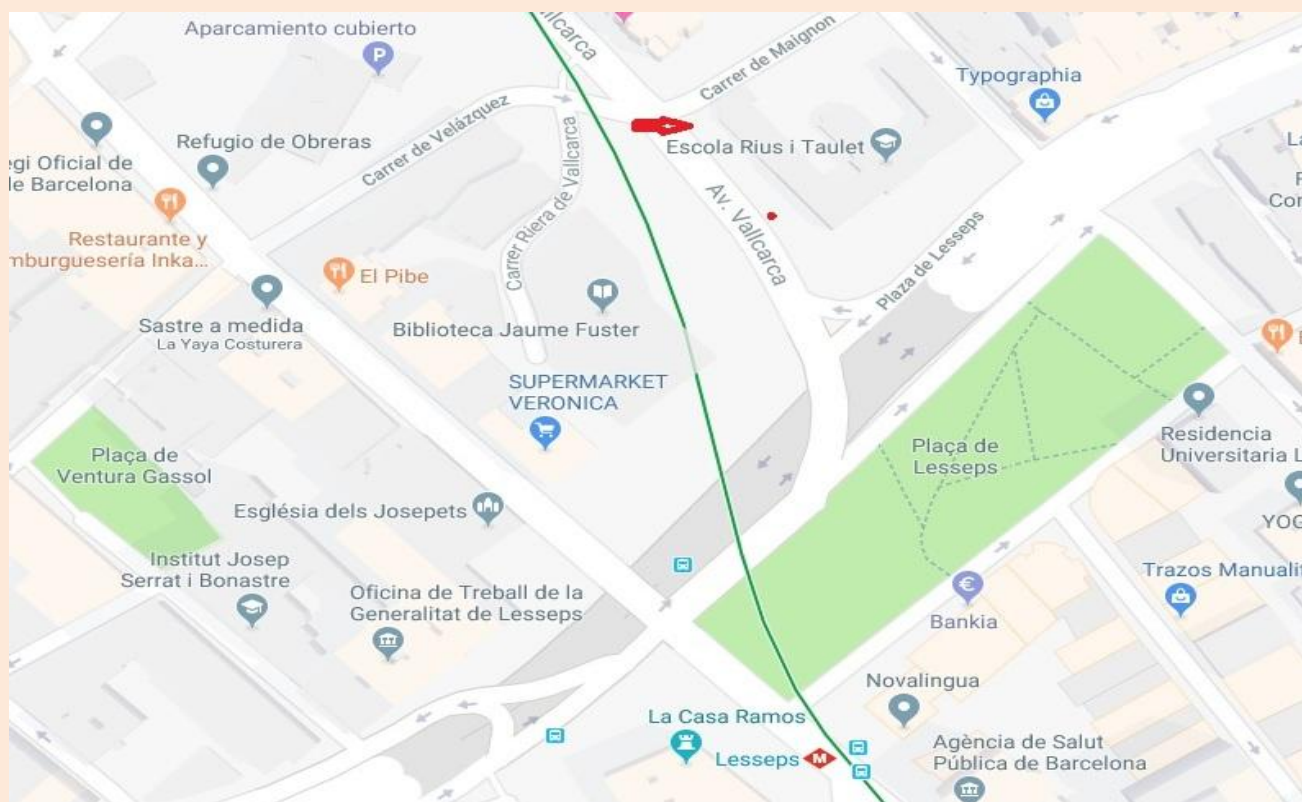 Aparcamiento cubierto
P
Carrer de Maignon
Typographia
Carrer de Velázquez
Refugio de Obreras
egi Oficial de
Barcelona
Carrer Riera de Vallcarca
Escola Rius i Taulet
Av. Vallcarca
Restaurante y
mburguesería Inka...
El Pibe
Plaza de Lesseps
Sastre a medida
La Yaya Costurera
Biblioteca Jaume Fuster
SUPERMARKET
VERONICA
Plaça de
Ventura Gassol
Plaça de
Lesseps
Residencia
Universitaria L
Església dels Josepets
YOG
Institut Josep
Serrat i Bonastre
Oficina de Treball de la
Generalitat de Lesseps
Trazos Manualit
€
Bankia
Novalingua
La Casa Ramos
Lesseps M
Agència de Salut
Pública de Barcelona